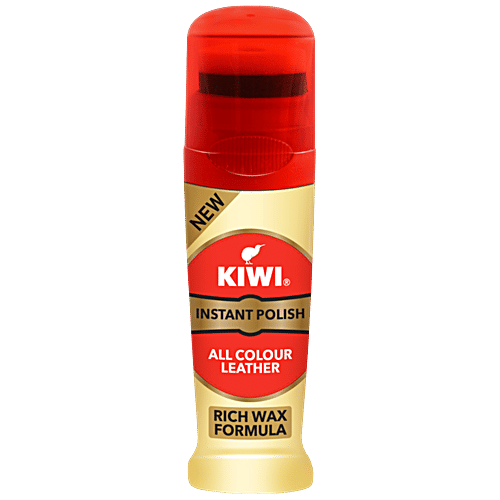 NEW
KIWI®
INSTANT POLISH
ALL COLOUR
LEATHER
RICH WAX
FORMULA